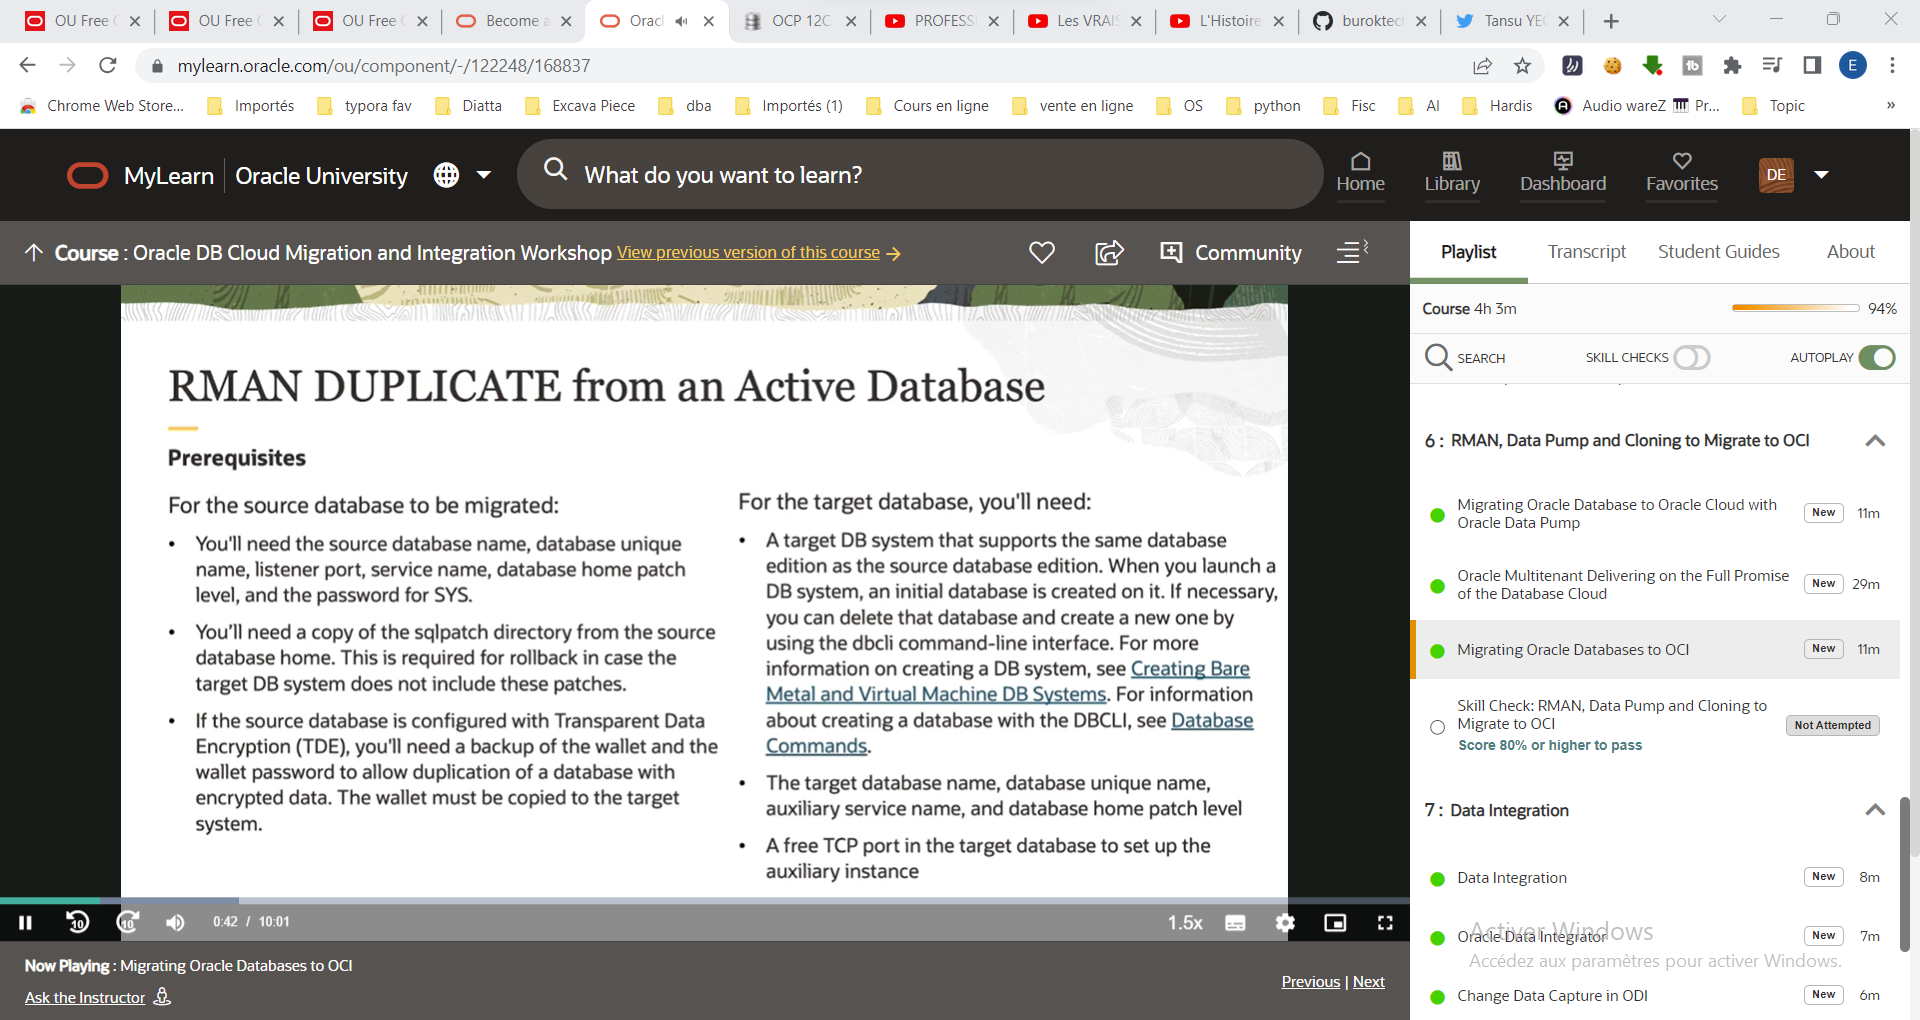 OU Free
OU Free
OU Free
Become a
Oracl
OCP 12C
PROFESS
Les VRAI
L'Histoire
buroktec
Tansu YE
mylearn.oracle.com/ou/component/-/122248/168837
E
Chrome Web Store...
Importés
typora fav
Diatta
Excava Piece
dba
Importés (1)
Cours en ligne
vente en ligne
OS
python
Fisc
AI
Hardis
Audio wareZ
Pr...
Topic
»
MyLearn
Oracle University
What do you want to learn?
Home
Library
Dashboard
Favorites
DE
Course : Oracle DB Cloud Migration and Integration Workshop View previous version of this course
Community
RMAN DUPLICATE from an Active Database
Prerequisites
For the source database to be migrated:
• You'll need the source database name, database unique
name, listener port, service name, database home patch
level, and the password for SYS.
• You'll need a copy of the sqlpatch directory from the source
database home. This is required for rollback in case the
target DB system does not include these patches.
• If the source database is configured with Transparent Data
Encryption (TDE), you'll need a backup of the wallet and the
wallet password to allow duplication of a database with
encrypted data. The wallet must be copied to the target
system.
For the target database, you'll need:
• A target DB system that supports the same database
edition as the source database edition. When you launch a
DB system, an initial database is created on it. If necessary,
you can delete that database and create a new one by
using the dbcli command-line interface. For more
information on creating a DB system, see Creating Bare
Metal and Virtual Machine DB Systems. For information
about creating a database with the DBCLI, see Database
Commands.
• The target database name, database unique name,
auxiliary service name, and database home patch level
• A free TCP port in the target database to set up the
auxiliary instance
10
10
0:42 / 10:01
1.5x
Now Playing : Migrating Oracle Databases to OCI
Ask the Instructor
Previous | Next
Playlist
Transcript
Student Guides
About
Course 4h 3m
94%
SEARCH
SKILL CHECKS
AUTOPLAY
6 : RMAN, Data Pump and Cloning to Migrate to OCI
Migrating Oracle Database to Oracle Cloud with
Oracle Data Pump
New
11m
Oracle Multitenant Delivering on the Full Promise
of the Database Cloud
New
29m
Migrating Oracle Databases to OCI
New
11m
Skill Check: RMAN, Data Pump and Cloning to
Migrate to OCI
Score 80% or higher to pass
Not Attempted
7 : Data Integration
Data Integration
New
8m
Oracle Data Integrator
New
7m
Change Data Capture in ODI
New
6m
Activer Windows
Accédez aux paramètres pour activer Windows.